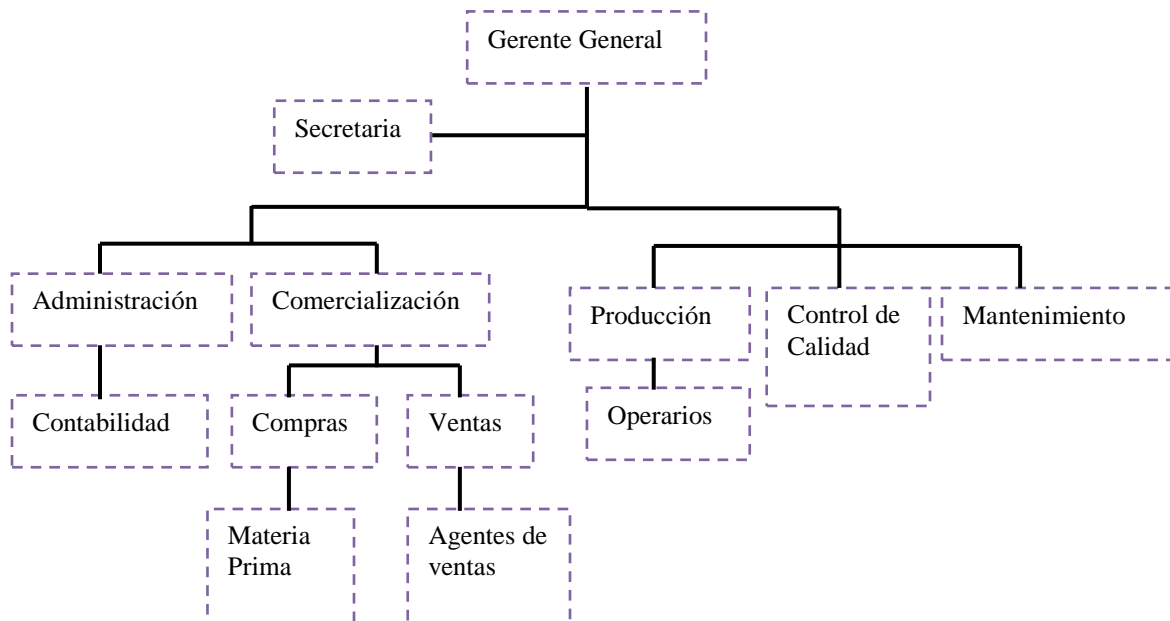 Gerente General
Secretaria
Administración
Comercialización
Producción
Control de
Calidad
Mantenimiento
Contabilidad
Compras
Ventas
Operarios
Materia
Prima
Agentes de
ventas